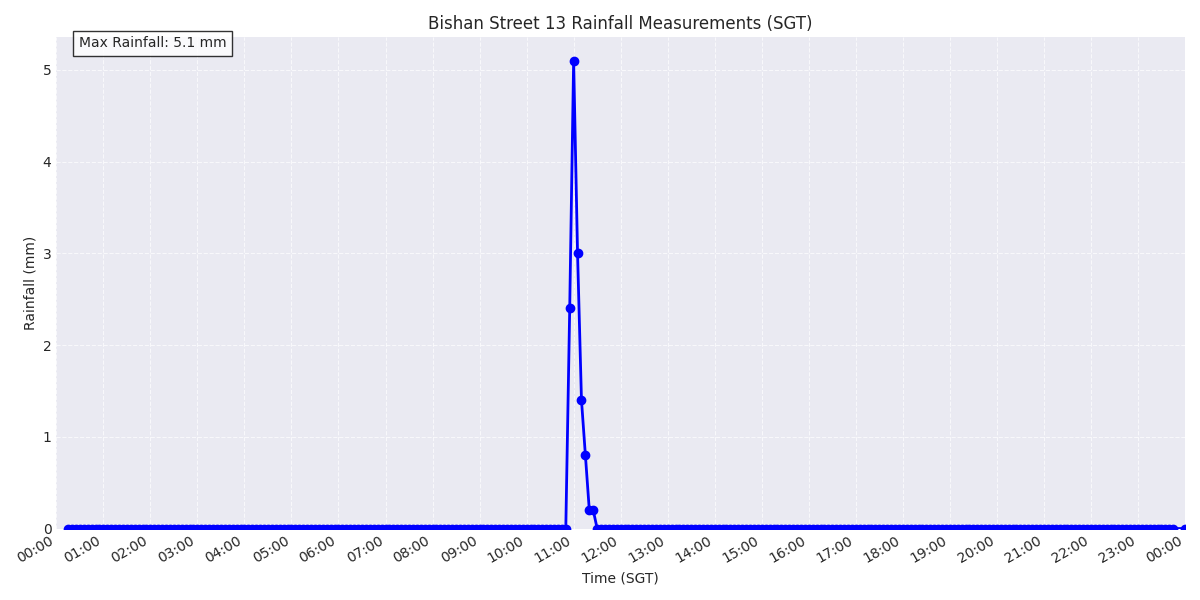 Bishan Street 13 Rainfall Measurements (SGT)
Max Rainfall: 5.1 mm
5
4
3
2
1
0
Rainfall (mm)
00:00 01:00 02:00 03:00 04:00 05:00 06:00 07:00 08:00 09:00 10:00 11:00 12:00 13:00 14:00 15:00 16:00 17:00 18:00 19:00 20:00 21:00 22:00 23:00 00:00
Time (SGT)